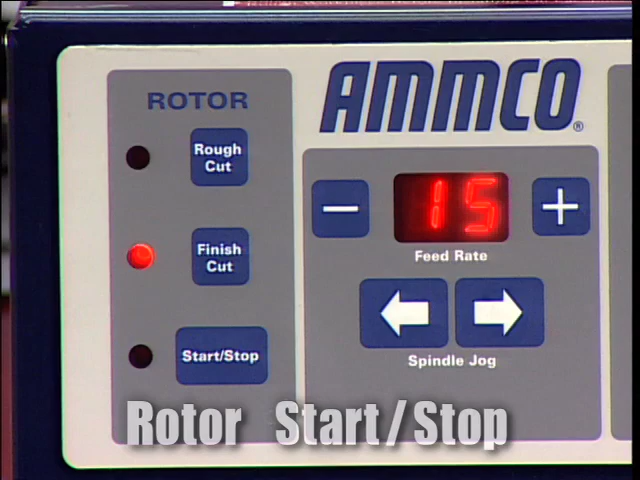 ROTOR
Rough
Cut
Finish
Cut
Start/Stop
AMMCO®
− 15 +
Feed Rate
Spindle Jog
Rotor Start/Stop